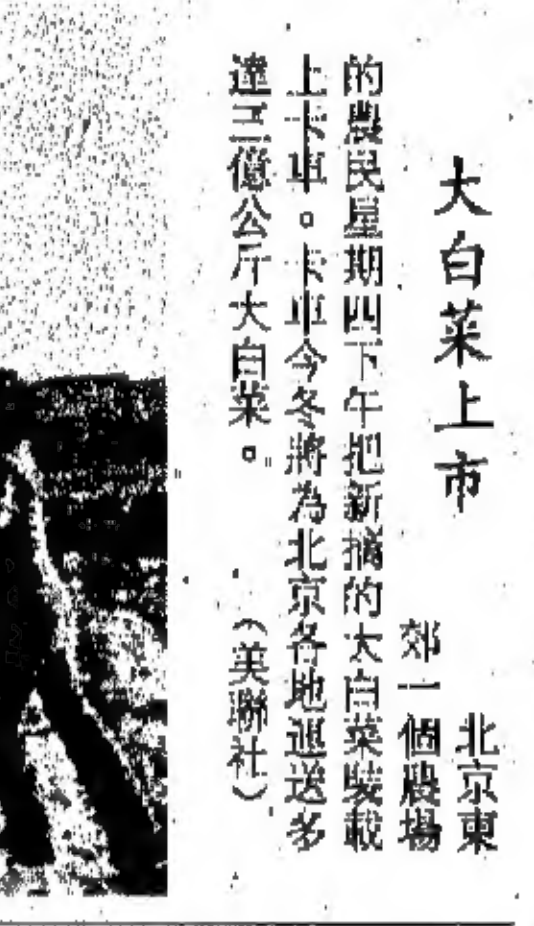 大白菜上市
北京東
郊一個農場
的農民星期四下午把新摘的大白菜裝載
上卡車。卡車今冬將為北京各地運送多
達三億公斤大白菜。
(美聯社)